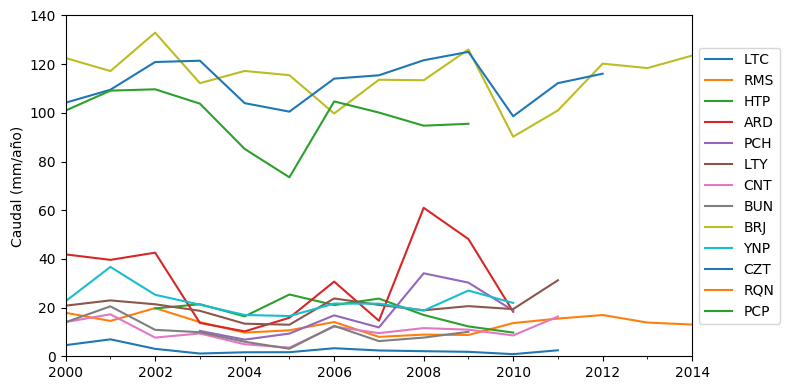 140
120
100
80
60
40
20
0
Caudal (mm/año)
2000 2002 2004 2006 2008 2010 2012 2014
LTC
RMS
HTP
ARD
PCH
LTY
CNT
BUN
BRJ
YNP
CZT
RQN
PCP